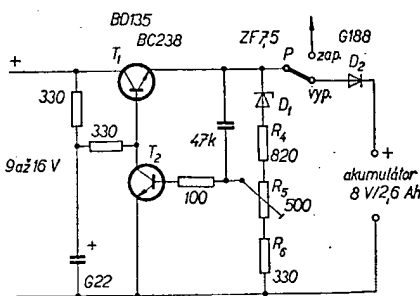 BD135
BC238
ZF7,5
G188
T1
P
zap.
D2
+
vyp.
330
D1
47k
R4
820
330
T2
+
9až16 V
akumulátor
8 V/2,6 Ah
R5
500
100
+
R6
330
G22